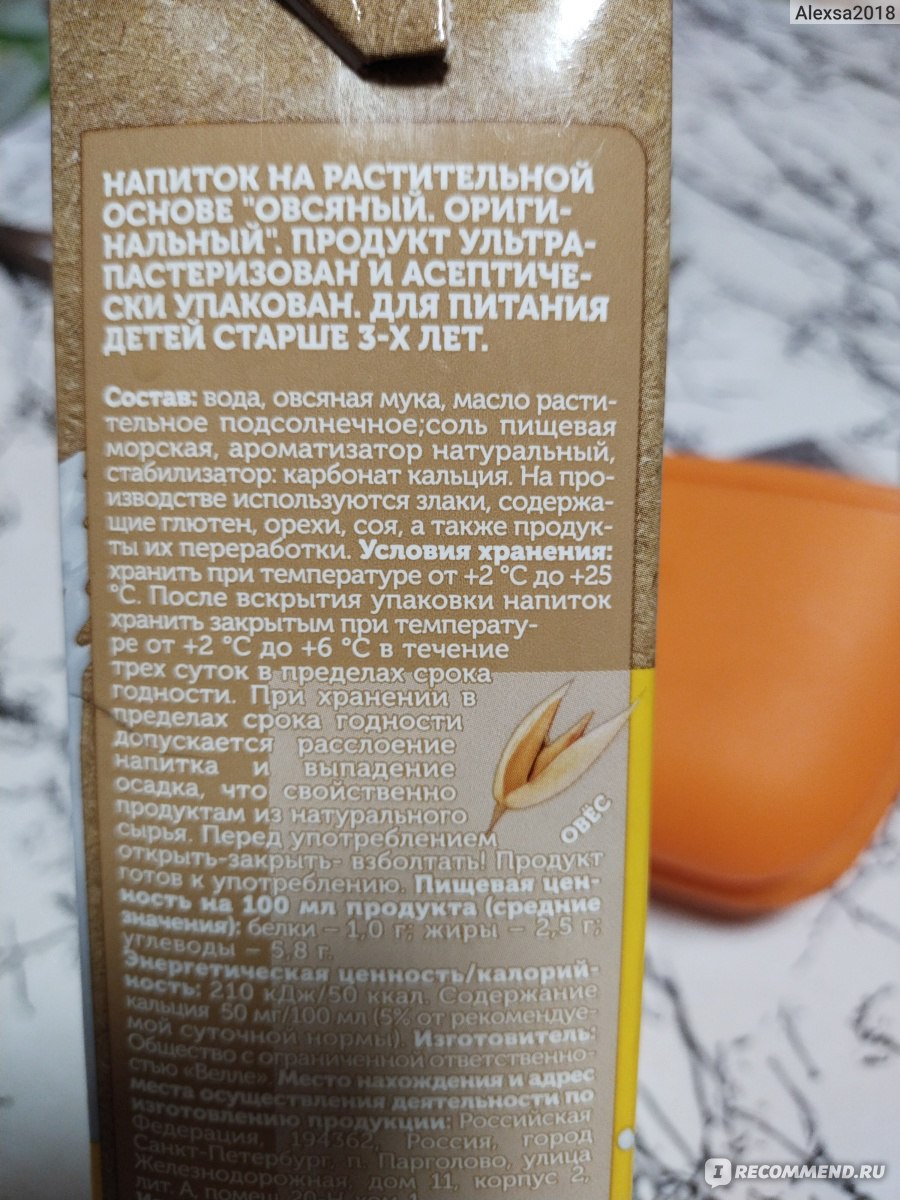 Alexsa2018
НАПИТОК НА РАСТИТЕЛЬНОЙ
ОСНОВЕ "ОВСЯНЫЙ. ОРИГИ-
НАЛЬНЫЙ". ПРОДУКТ УЛЬТРА-
ПАСТЕРИЗОВАН И АСЕПТИЧЕ-
СКИ УПАКОВАН. ДЛЯ ПИТАНИЯ
ДЕТЕЙ СТАРШЕ 3-Х ЛЕТ.
Состав: вода, овсяная мука, масло расти-
тельное подсолнечное;соль пищевая
морская, ароматизатор натуральный,
стабилизатор: карбонат кальция. На про-
изводстве используются злаки, содержа-
щие глютен, орехи, соя, а также продук-
ты их переработки. Условия хранения:
хранить при температуре от +2 °С до +25
°С. После вскрытия упаковки напиток
хранить закрытым при температу-
ре от +2 °С до +6 °С в течение
трех суток в пределах срока
годности. При хранении в
пределах срока годности
допускается расслоение
напитка и выпадение
осадка, что свойственно
продуктам из натурального
сырья. Перед употреблением
открыть-закрыть- взболтать! Продукт
готов к употреблению. Пищевая цен-
ность на 100 мл продукта (средние
значения): белки – 1,0 г; жиры – 2,5 г;
углеводы – 5,8 г.
Энергетическая ценность/калорий-
ность: 210 кДж/50 ккал. Содержание
кальция 50 мг/100 мл (5% от рекомендуе-
мой суточной нормы). Изготовитель:
Общество с ограниченной ответственно-
стью «Велле». Место нахождения и адрес
места осуществления деятельности по
изготовлению продукции: Российская
Федерация, 194362, Россия, город
Санкт-Петербург, п. Парголово, улица
Железнодорожная, дом 11, корпус 2,
лит А, помещ.
ОВЁС
IRECOMMEND.RU